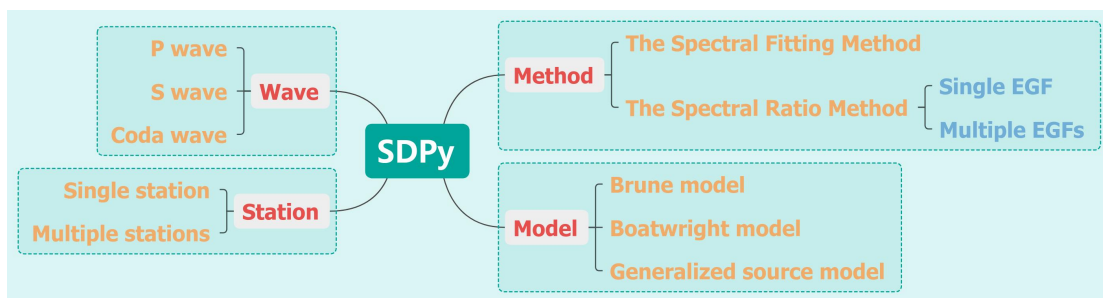 SDPy
Wave
P wave
S wave
Coda wave
Station
Single station
Multiple stations
Method
The Spectral Fitting Method
The Spectral Ratio Method
Single EGF
Multiple EGFs
Model
Brune model
Boatwright model
Generalized source model